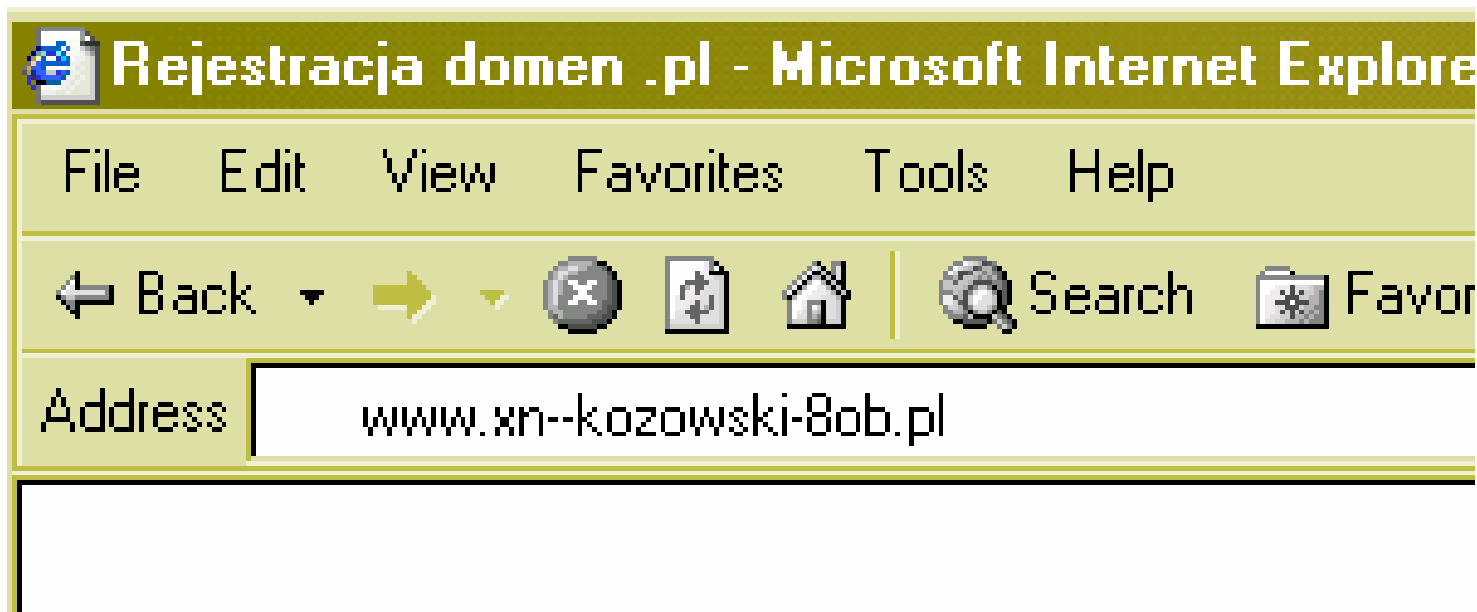 Rejestracja domen .pl - Microsoft Internet Explore
File Edit View Favorites Tools Help
Back Search Favor
Address www.xn--kozowski-8ob.pl